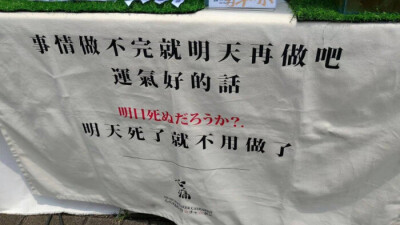 事情做不完就明天再做吧
運氣好的話
明日死ぬだろうか?.
明天死了就不用做了